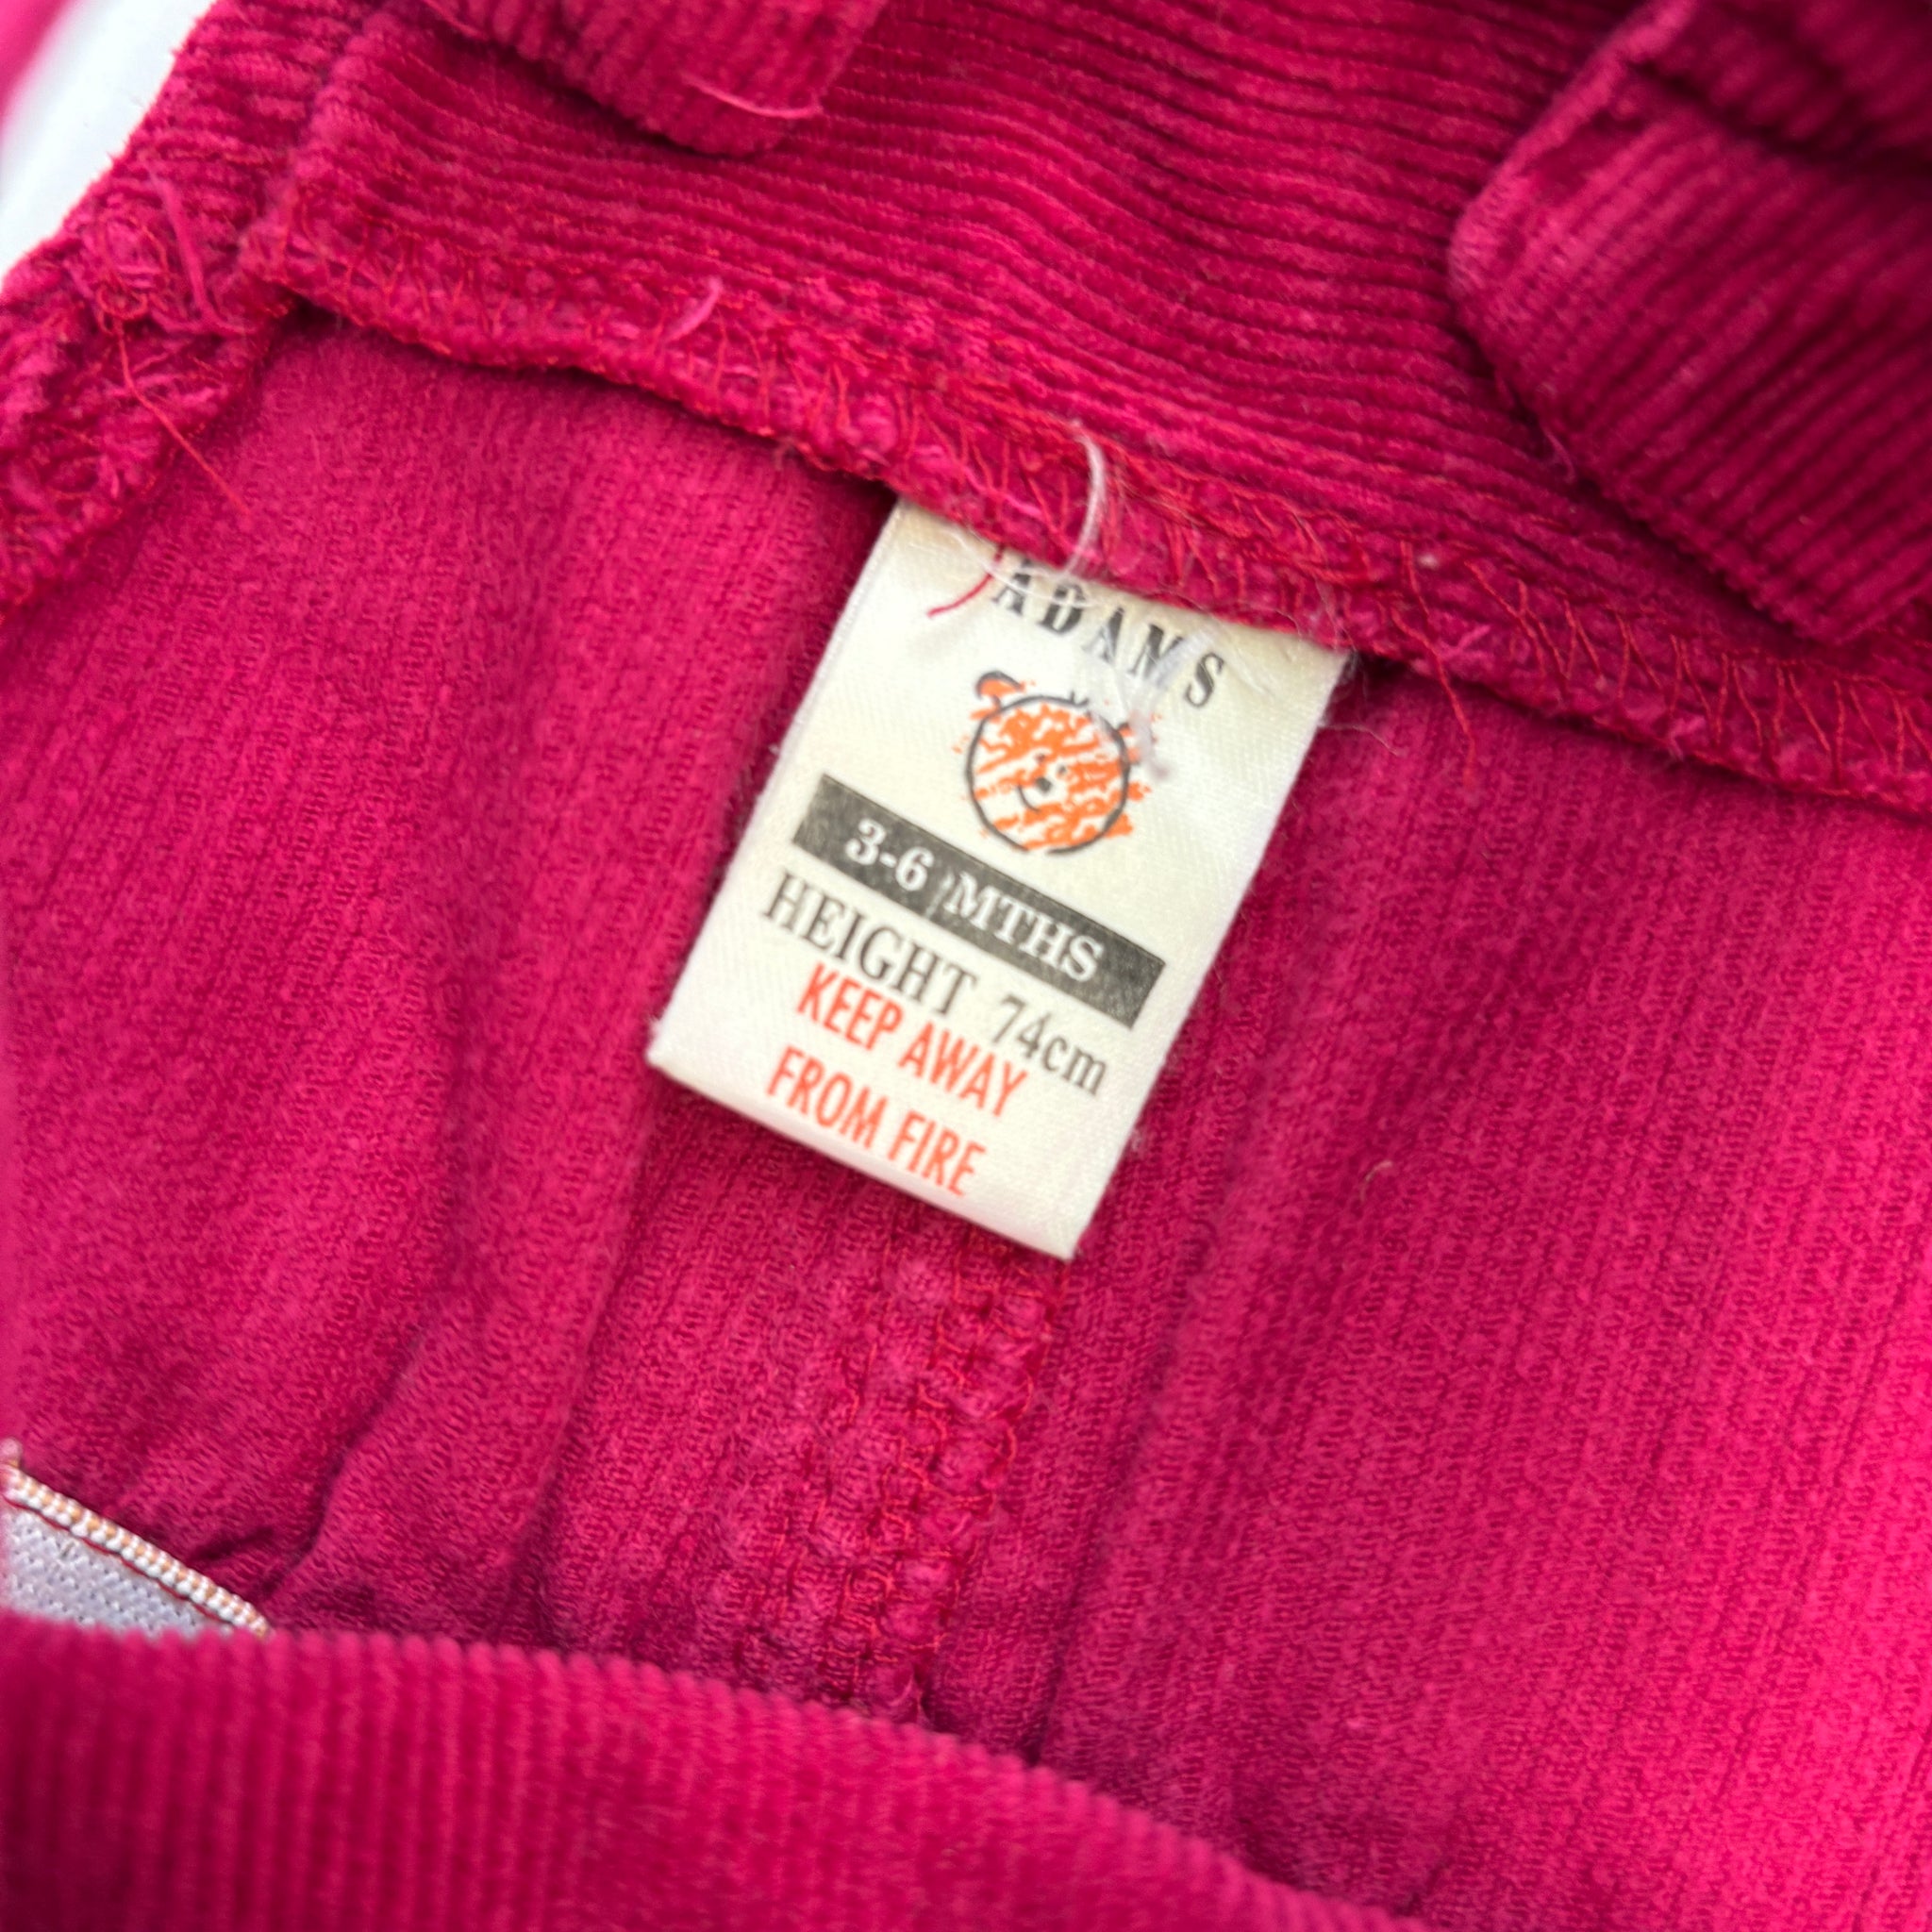 ADAMS
3-6 MTHS
HEIGHT 74cm
KEEP AWAY
FROM FIRE